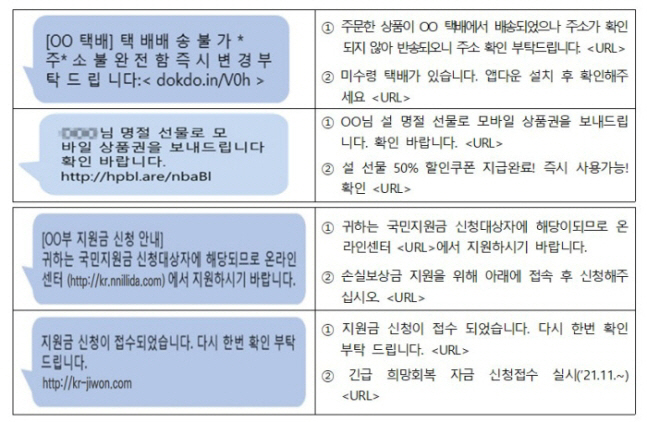 [OO 택배] 택 배배 송 불 가 *
주* 소 불 완 전 함 즉 시 변 경 부
탁 드 립 니 다:< dokdo.in/V0h >
① 주문한 상품이 OO 택배에서 배송되었으나 주소가 확인
되지 않아 반송되오니 주소 확인 부탁드립니다. <URL>
② 미수령 택배가 있습니다. 앱다운 설치 후 확인해주
세요 <URL>
님 명절 선물로 모
바일 상품권을 보내드립니다
확인 바랍니다.
http://hpbl.are/nbaBl
① OO님 설 명절 선물로 모바일 상품권을 보내드립
니다. 확인 바랍니다. <URL>
② 설 선물 50% 할인쿠폰 지급완료! 즉시 사용가능!
확인 <URL>
[OO부 지원금 신청 안내]
귀하는 국민지원금 신청대상자에 해당되므로 온라인
센터 (http://kr.nnillida.com) 에서 지원하시기 바랍니다.
① 귀하는 국민지원금 신청대상자에 해당이되므로 온
라인센터 <URL>에서 지원하시기 바랍니다.
② 손실보상금 지원을 위해 아래에 접속 후 신청해주
십시오. <URL>
지원금 신청이 접수되었습니다. 다시 한번 확인 부탁
드립니다.
http://kr-jiwon.com
① 지원금 신청이 접수 되었습니다. 다시 한번 확인
부탁 드립니다. <URL>
② 긴급 희망회복 자금 신청접수 실시('21.11.~)
<URL>